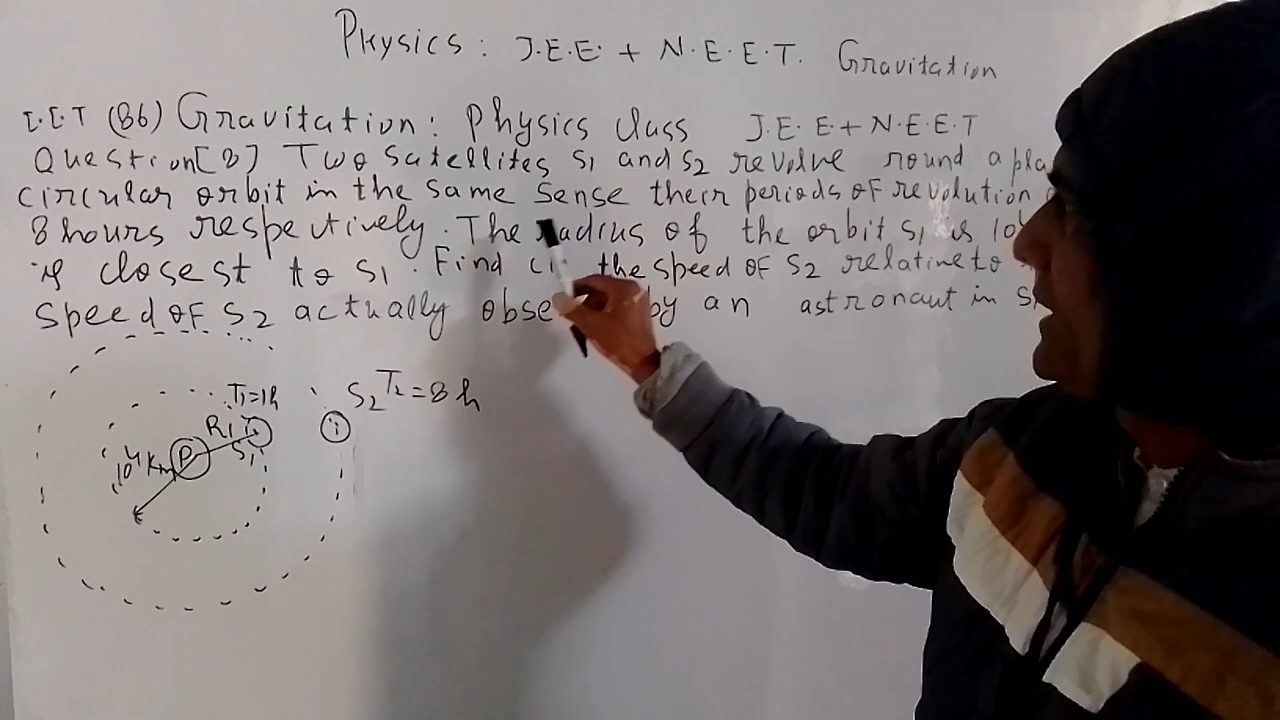 Physics: J.E.E. + N.E.E.T. Gravitation
I.I.T (86) Gravitation: Physics class J.E.E + N.E.E.T
Question [8] Two satellites S1 and S2 revolve round a pla
circular orbit in the same sense their periods of revolution
8 hours respectively. The radius of the orbit S1 is 10
is closest to S1. Find the speed of S2 relative to
speed of S2 actually obse by an astronaut in S1
T1=1h
S2 T2=8h
R1
S1
P
10^4 Km